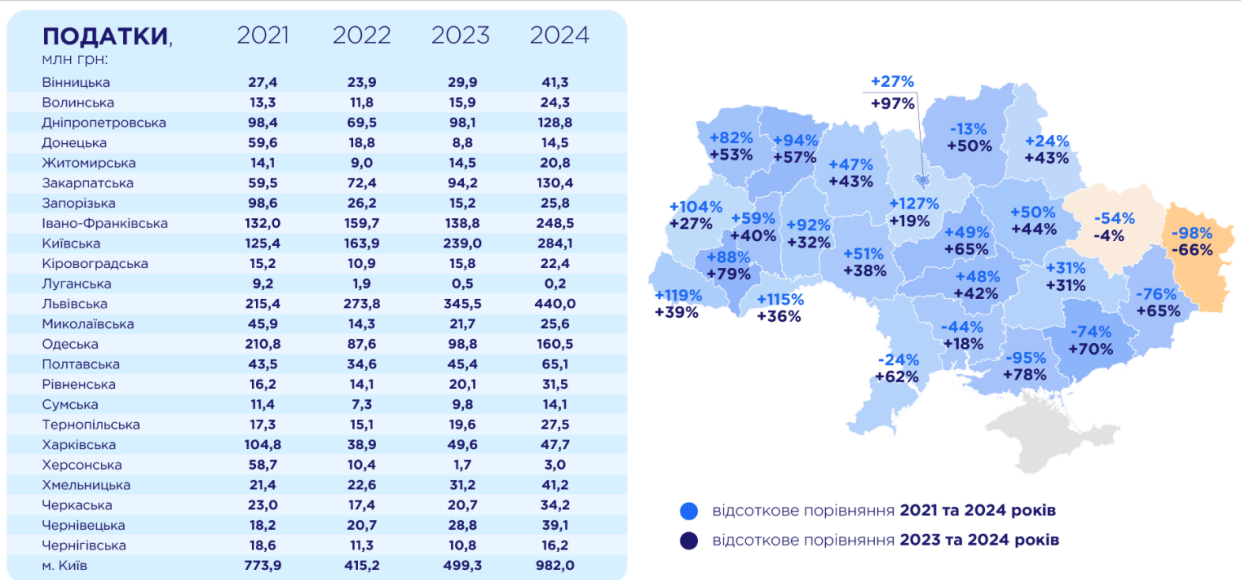 ПОДАТКИ, 2021 2022 2023 2024
млн грн:
Вінницька 27,4 23,9 29,9 41,3
Волинська 13,3 11,8 15,9 24,3
Дніпропетровська 98,4 69,5 98,1 128,8
Донецька 59,6 18,8 8,8 14,5
Житомирська 14,1 9,0 14,5 20,8
Закарпатська 59,5 72,4 94,2 130,4
Запорізька 98,6 26,2 15,2 25,8
Івано-Франківська 132,0 159,7 138,8 248,5
Київська 125,4 163,9 239,0 284,1
Кіровоградська 15,2 10,9 15,8 22,4
Луганська 9,2 1,9 0,5 0,2
Львівська 215,4 273,8 345,5 440,0
Миколаївська 45,9 14,3 21,7 25,6
Одеська 210,8 87,6 98,8 160,5
Полтавська 43,5 34,6 45,4 65,1
Рівненська 16,2 14,1 20,1 31,5
Сумська 11,4 7,3 9,8 14,1
Тернопільська 17,3 15,1 19,6 27,5
Харківська 104,8 38,9 49,6 47,7
Херсонська 58,7 10,4 1,7 3,0
Хмельницька 21,4 22,6 31,2 41,2
Черкаська 23,0 17,4 20,7 34,2
Чернівецька 18,2 20,7 28,8 39,1
Чернігівська 18,6 11,3 10,8 16,2
м. Київ 773,9 415,2 499,3 982,0
+27%
+97%
-13%
+50%
+82%
+53%
+94%
+57%
+24%
+43%
+47%
+43%
+127%
+19%
+104%
+27%
+59%
+40%
+92%
+32%
+50%
+44%
-54%
-4%
-98%
-66%
+49%
+65%
+88%
+79%
+51%
+38%
+48%
+42%
+31%
+31%
+119%
+39%
+115%
+36%
-76%
+65%
-44%
+18%
-74%
+70%
-24%
+62%
-95%
+78%
відсоткове порівняння 2021 та 2024 років
відсоткове порівняння 2023 та 2024 років